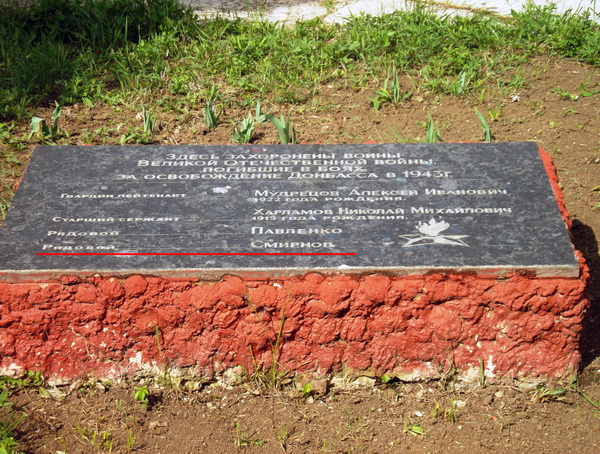 Здесь захоронены воины
Великой Отечественной войны,
погибшие в боях
за освобождение Донбасса в 1943г.
Гвардии лейтенант Мудрецов Алексей Иванович
1922 года рождения.
Старший сержант Харламов Николай Михайлович
1915 года рождения.
Рядовой Павленко
Рядовой Смирнов